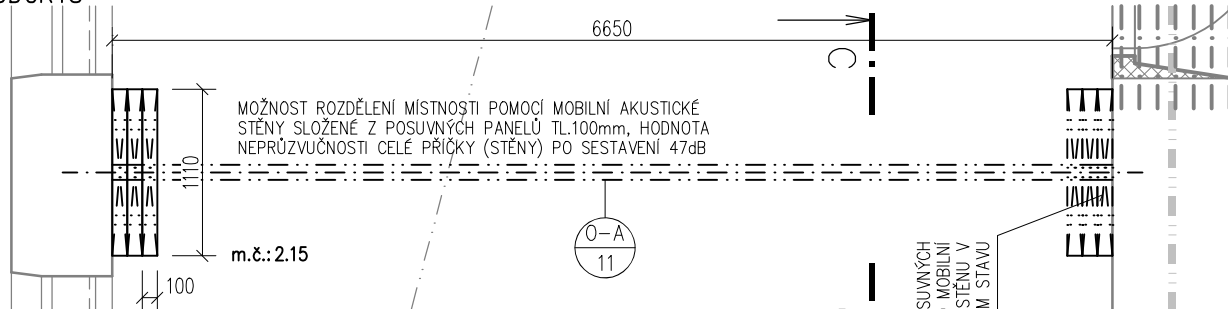 6650
C
MOŽNOST ROZDĚLENÍ MÍSTNOSTI POMOCÍ MOBILNÍ AKUSTICKÉ
STĚNY SLOŽENÉ Z POSUVNÝCH PANELŮ TL.100mm, HODNOTA
NEPRŮZVUČNOSTI CELÉ PŘÍČKY (STĚNY) PO SESTAVENÍ 47dB
1110
m.č.: 2.15
100
O-A
11
MOBILNÍ
STĚNU V
STAVU